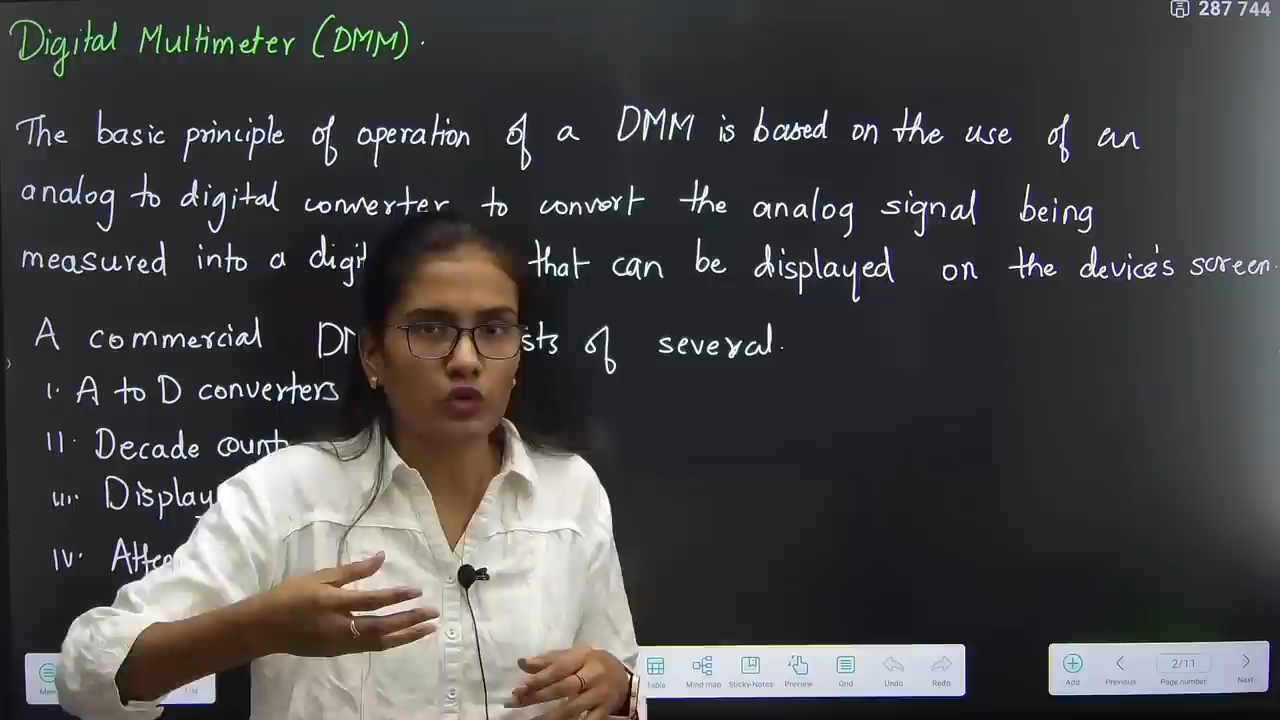 287 744
Digital Multimeter (DMM).
The basic principle of operation of a DMM is based on the use of an
analog to digital converter to convert the analog signal being
measured into a that can be displayed on the device's screen.
A commercial of several.
I. A to D converters
II. Decade
III. Display
IV.
Table Mind map Sticky-Notes Preview Grid Undo Redo Add Previous 2/11 Page number Next